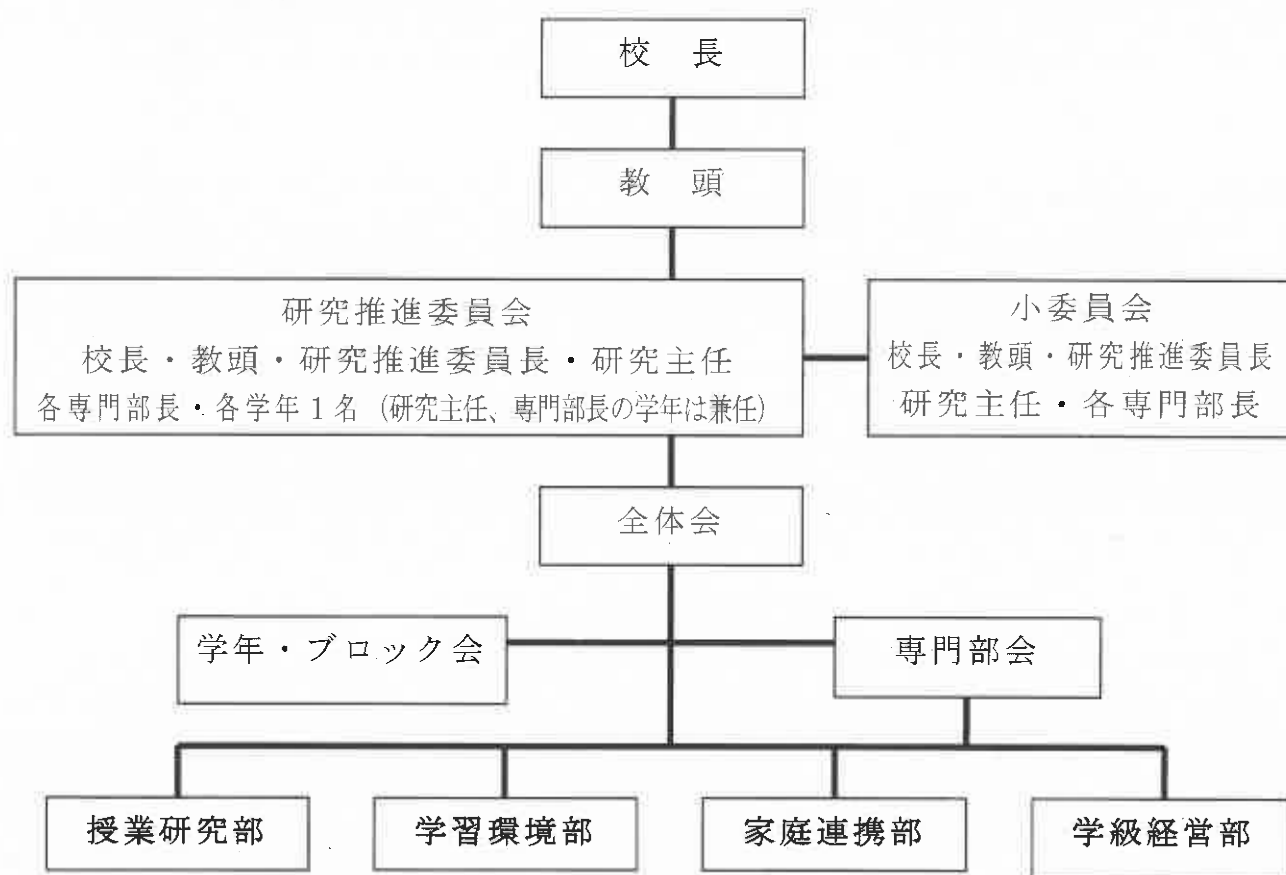 校　長
教　頭
研究推進委員会
校長・教頭・研究推進委員長・研究主任
各専門部長・各学年１名（研究主任、専門部長の学年は兼任）
小委員会
校長・教頭・研究推進委員長
研究主任・各専門部長
全体会
学年・ブロック会
専門部会
授業研究部
学習環境部
家庭連携部
学級経営部